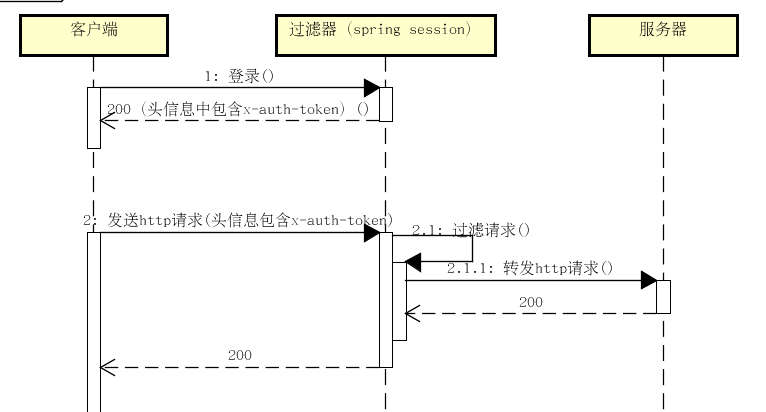 客户端
过滤器 (spring session)
服务器
1: 登录()
200 (头信息中包含x-auth-token) ()
2: 发送http请求(头信息包含x-auth-token)
2.1: 过滤请求()
2.1.1: 转发http请求()
200
200